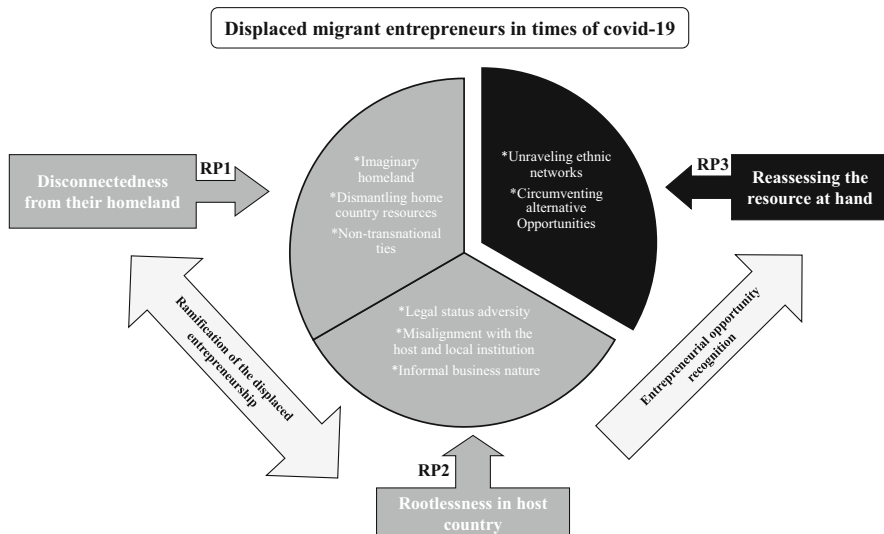 Displaced migrant entrepreneurs in times of covid-19
RP1
Disconnectedness
from their homeland
*Imaginary
homeland
*Dismantling home
country resources
*Non-transnational
ties
*Unraveling ethnic
networks
*Circumventing
alternative
Opportunities
RP3
Reassessing the
resource at hand
*Legal status adversity
*Misalignment with the
host and local institution
*Informal business nature
Ramification of the displaced
entrepreneurship
Entrepreneurial opportunity
recognition
RP2
Rootlessness in host
country